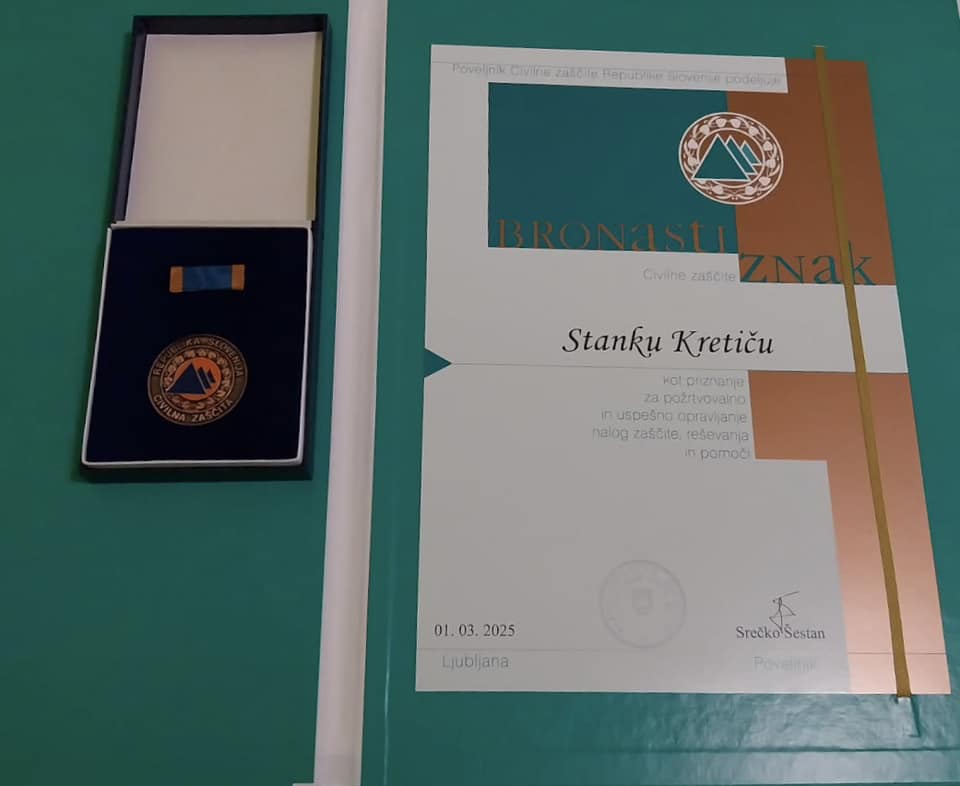 REPUBLIKA SLOVENIJA
CIVILNA ZAŠČITA
Poveljnik Civilne zaščite Republike Slovenije podeljuje
BRONasti
Civilne zaščite ZNak
Stanku Kretiču
kot priznanje
za požrtvovalno
in uspešno opravljanje
nalog zaščite, reševanja
in pomoči
01. 03. 2025
Srečko Šestan
Ljubljana
Poveljnik